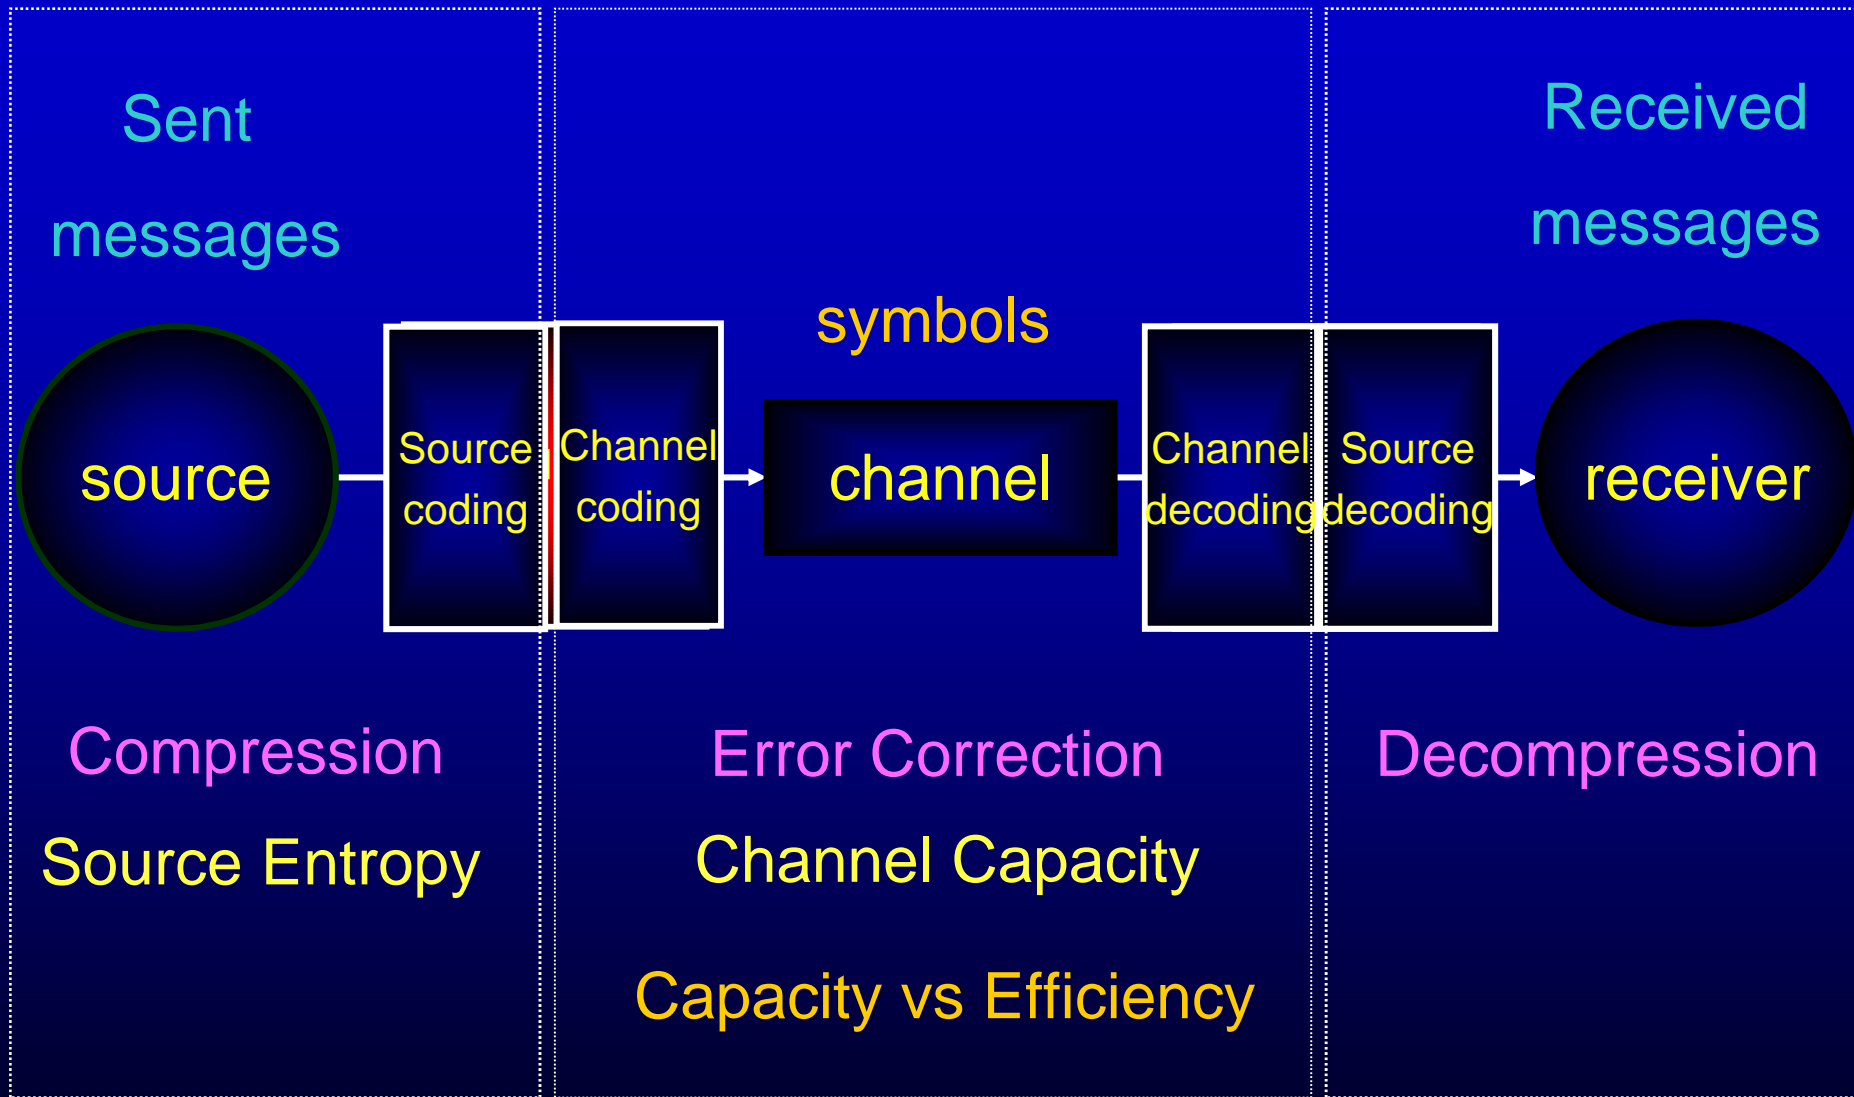 Sent
messages
Received
messages
symbols
source
Source
coding
Channel
coding
channel
Channel
decoding
Source
decoding
receiver
Compression
Error Correction
Decompression
Source Entropy
Channel Capacity
Capacity vs Efficiency